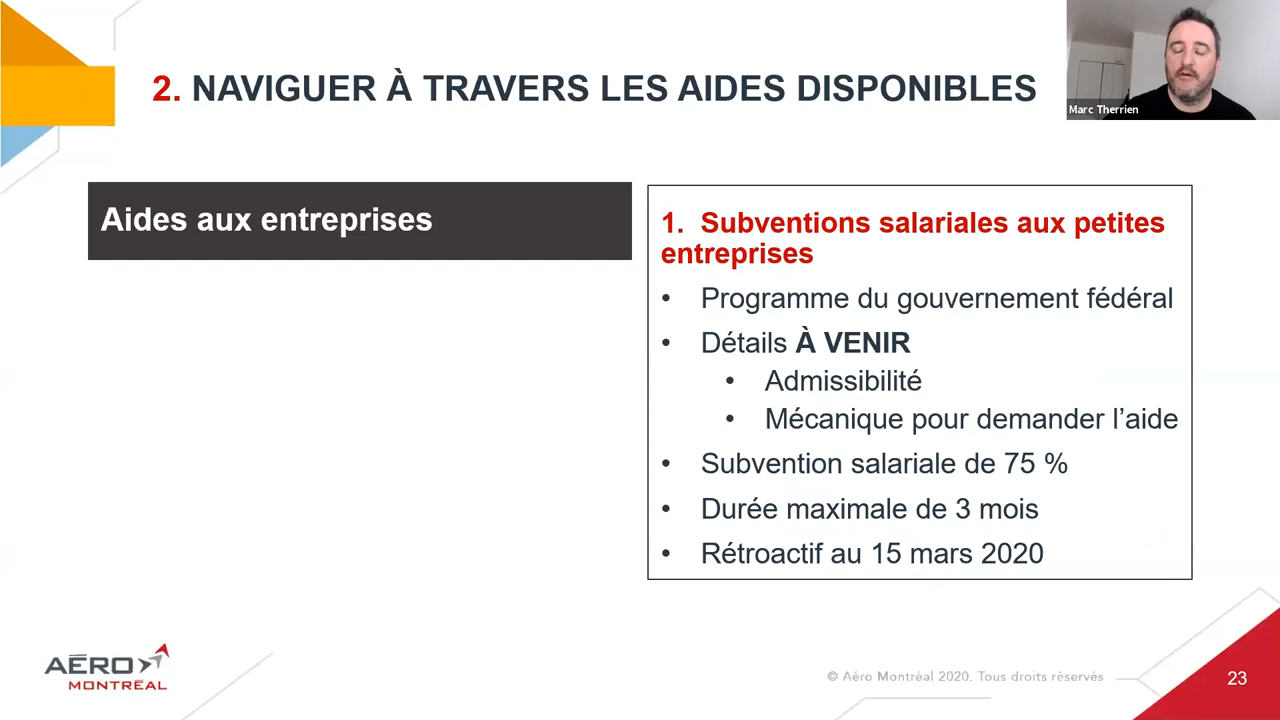 2. NAVIGUER À TRAVERS LES AIDES DISPONIBLES
Marc Therrien
Aides aux entreprises
1. Subventions salariales aux petites
entreprises
• Programme du gouvernement fédéral
• Détails À VENIR
• Admissibilité
• Mécanique pour demander l’aide
• Subvention salariale de 75 %
• Durée maximale de 3 mois
• Rétroactif au 15 mars 2020
AÉRO
MONTRÉAL
© Aéro Montréal 2020. Tous droits réservés
23